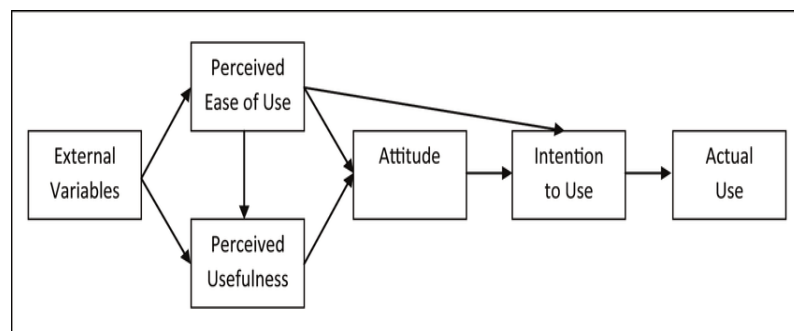 Perceived
Ease of Use
External
Variables
Attitude
Intention
to Use
Actual
Use
Perceived
Usefulness